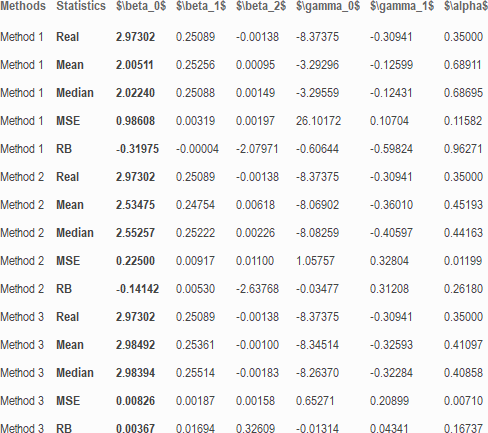 Methods Statistics $\beta_0$ $\beta_1$ $\beta_2$ $\gamma_0$ $\gamma_1$ $\alpha$
Method 1 Real 2.97302 0.25089 -0.00138 -8.37375 -0.30941 0.35000
Method 1 Mean 2.00511 0.25256 0.00095 -3.29296 -0.12599 0.68911
Method 1 Median 2.02240 0.25088 0.00149 -3.29559 -0.12431 0.68695
Method 1 MSE 0.98608 0.00319 0.00197 26.10172 0.10704 0.11582
Method 1 RB -0.31975 -0.00004 -2.07971 -0.60644 -0.59824 0.96271
Method 2 Real 2.97302 0.25089 -0.00138 -8.37375 -0.30941 0.35000
Method 2 Mean 2.53475 0.24754 0.00618 -8.06902 -0.36010 0.45193
Method 2 Median 2.55257 0.25222 0.00226 -8.08259 -0.40597 0.44163
Method 2 MSE 0.22500 0.00917 0.01100 1.05757 0.32804 0.01199
Method 2 RB -0.14142 0.00530 -2.63768 -0.03477 0.31208 0.26180
Method 3 Real 2.97302 0.25089 -0.00138 -8.37375 -0.30941 0.35000
Method 3 Mean 2.98492 0.25361 -0.00100 -8.34514 -0.32593 0.41097
Method 3 Median 2.98394 0.25514 -0.00183 -8.26370 -0.32284 0.40858
Method 3 MSE 0.00826 0.00187 0.00158 0.65271 0.20899 0.00710
Method 3 RB 0.00367 0.01694 0.32609 -0.01314 0.04341 0.16737